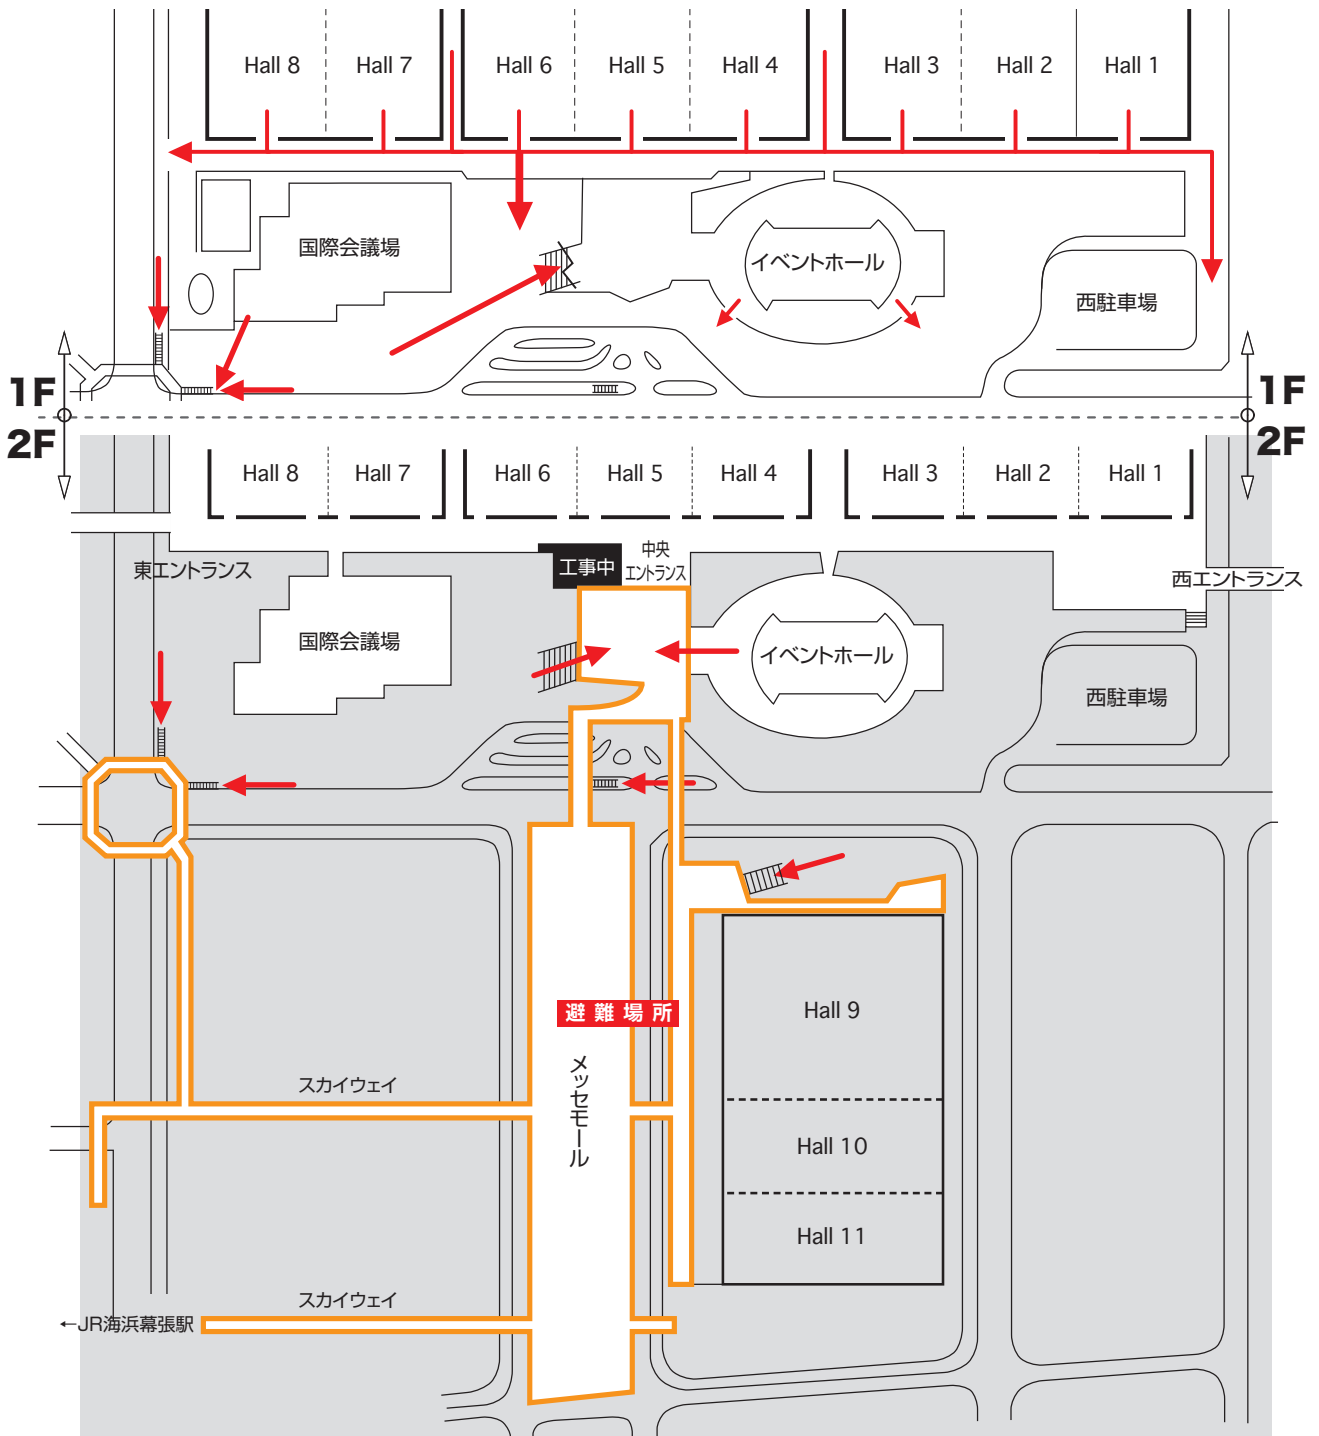 Hall 8
Hall 7
Hall 6
Hall 5
Hall 4
Hall 3
Hall 2
Hall 1
国際会議場
イベントホール
西駐車場
1F
1F
2F
2F
Hall 8
Hall 7
Hall 6
Hall 5
Hall 4
Hall 3
Hall 2
Hall 1
東エントランス
工事中
中央
エントランス
西エントランス
国際会議場
イベントホール
西駐車場
避難場所
Hall 9
メッセモール
スカイウェイ
Hall 10
Hall 11
スカイウェイ
←JR海浜幕張駅